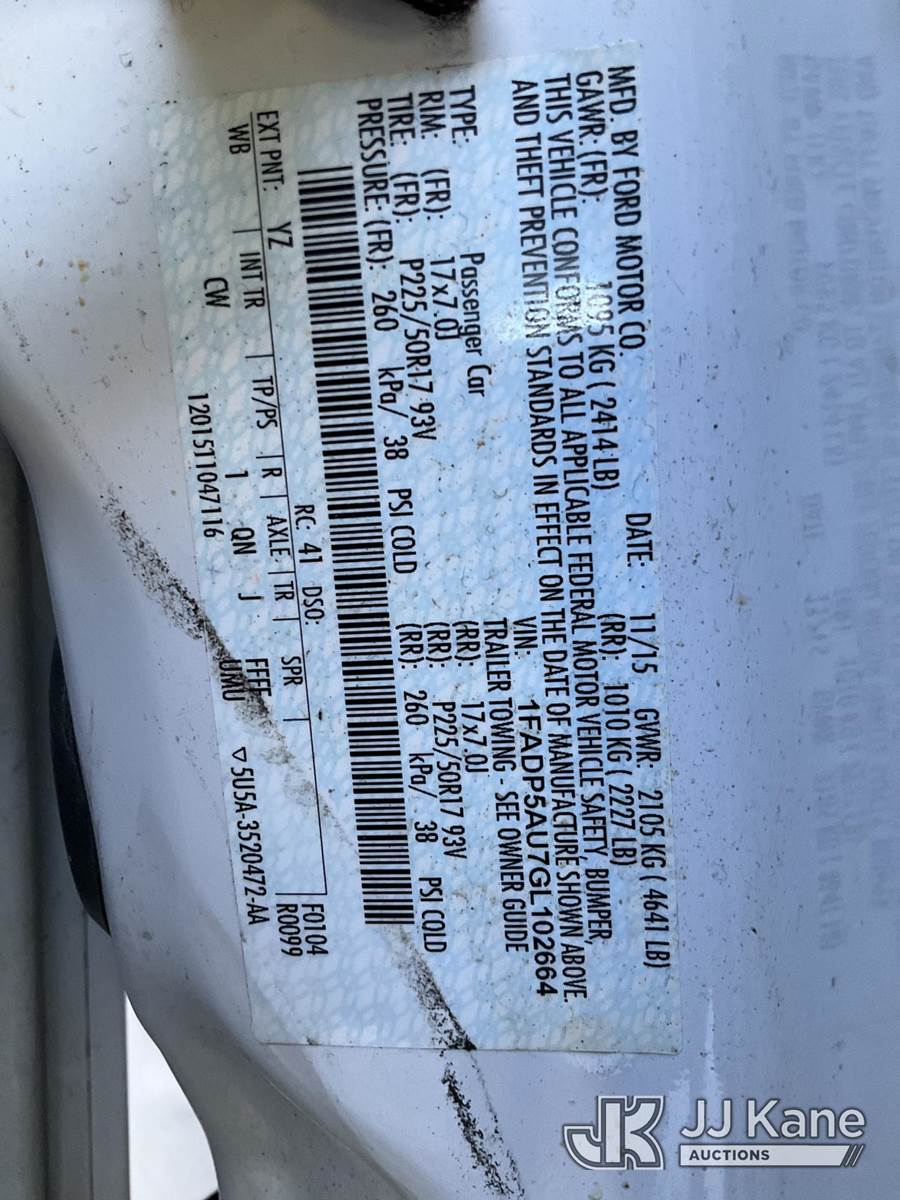 MFD. BY FORD MOTOR CO. DATE: 11/15 GVWR: 2105 KG ( 4641 LB)
GAWR: (FR): 1095 KG ( 2414 LB) (RR): 1010 KG ( 2227 LB)
THIS VEHICLE CONFORMS TO ALL APPLICABLE FEDERAL MOTOR VEHICLE SAFETY, BUMPER,
AND THEFT PREVENTION STANDARDS IN EFFECT ON THE DATE OF MANUFACTURE SHOWN ABOVE.
VIN: 1FADP5AU7GL102664
TYPE: Passenger Car TRAILER TOWING - SEE OWNER GUIDE
RIM: (FR): 17x7.0J (RR): 17x7.0J
TIRE: (FR): P225/50R17 93V (RR): P225/50R17 93V
PRESSURE: (FR): 260 kPa/ 38 PSI COLD (RR): 260 kPa/ 38 PSI COLD
F0104
R0099
EXT PNT: YZ RC: 41 DSO:
WB | INT TR | TP/PS | R | AXLE | TR | SPR |
CW 1 QN J FFFF
1201511047116 UMU ▽5U5A-3520472-AA
JK JJ Kane
AUCTIONS